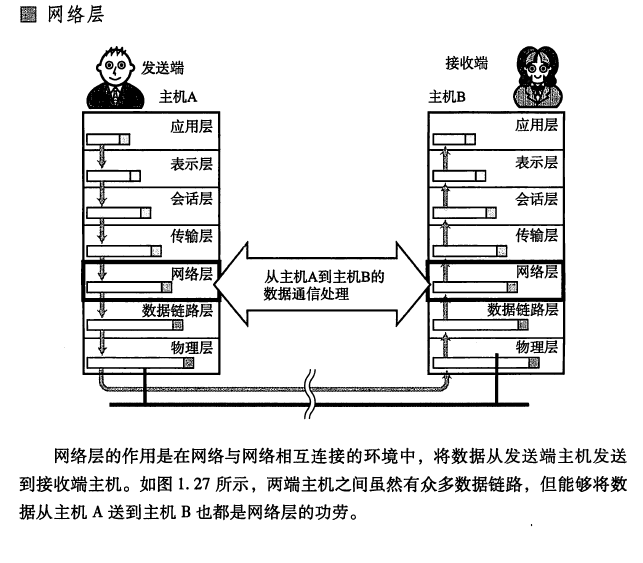 网络层
发送端
主机A
接收端
主机B
应用层
表示层
会话层
传输层
网络层
数据链路层
物理层
从主机A到主机B的
数据通信处理
应用层
表示层
会话层
传输层
网络层
数据链路层
物理层
网络层的作用是在网络与网络相互连接的环境中，将数据从发送端主机发送
到接收端主机。如图 1.27 所示，两端主机之间虽然有众多数据链路，但能够将数
据从主机 A 送到主机 B 也都是网络层的功劳。